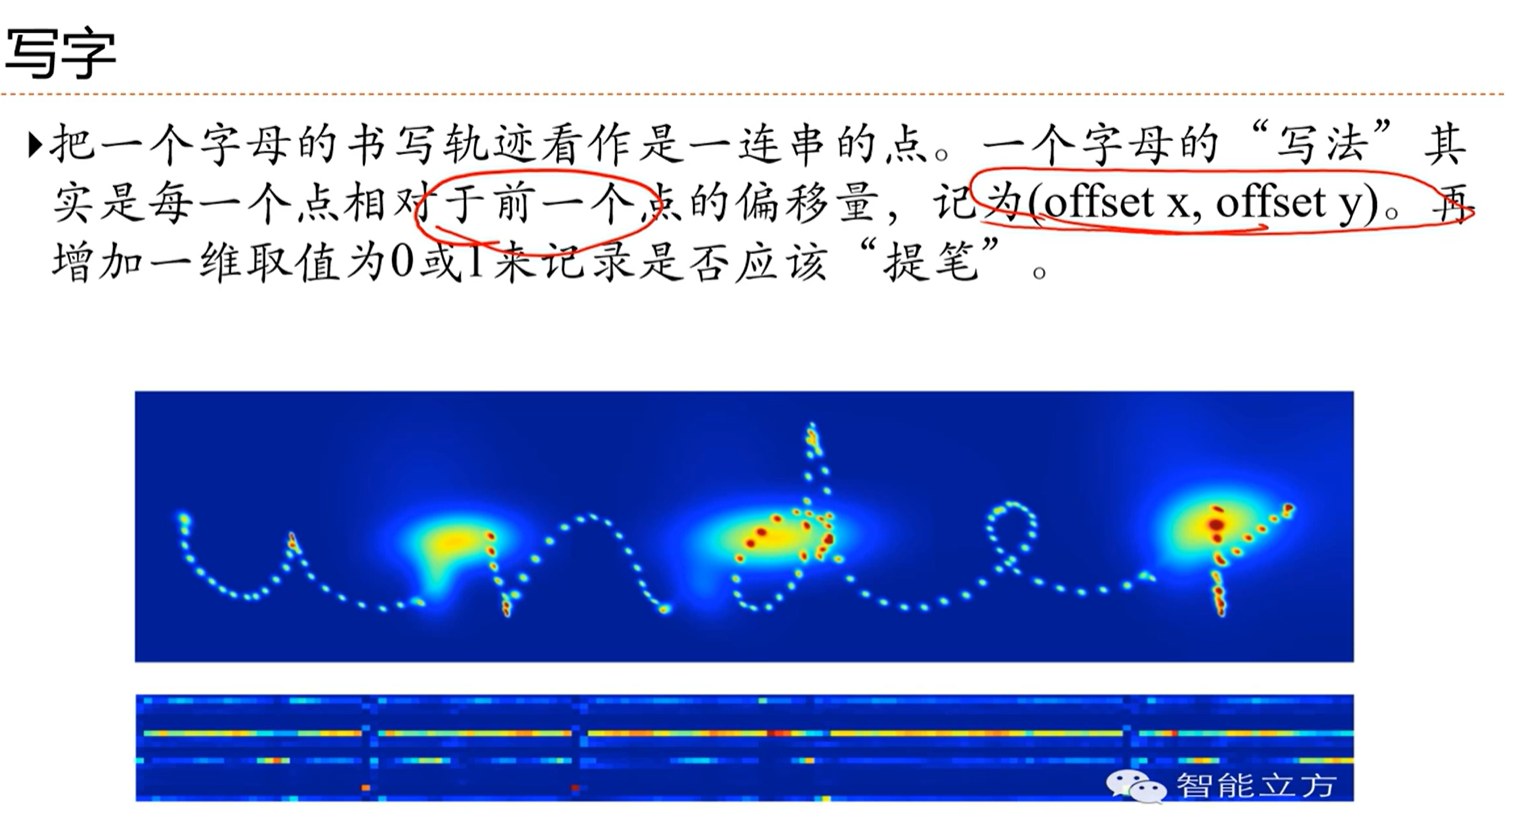 写字
把一个字母的书写轨迹看作是一连串的点。一个字母的“写法”其
实是每一个点相对于前一个点的偏移量，记为(offset x, offset y)。再
增加一维取值为0或1来记录是否应该“提笔”。
智能立方